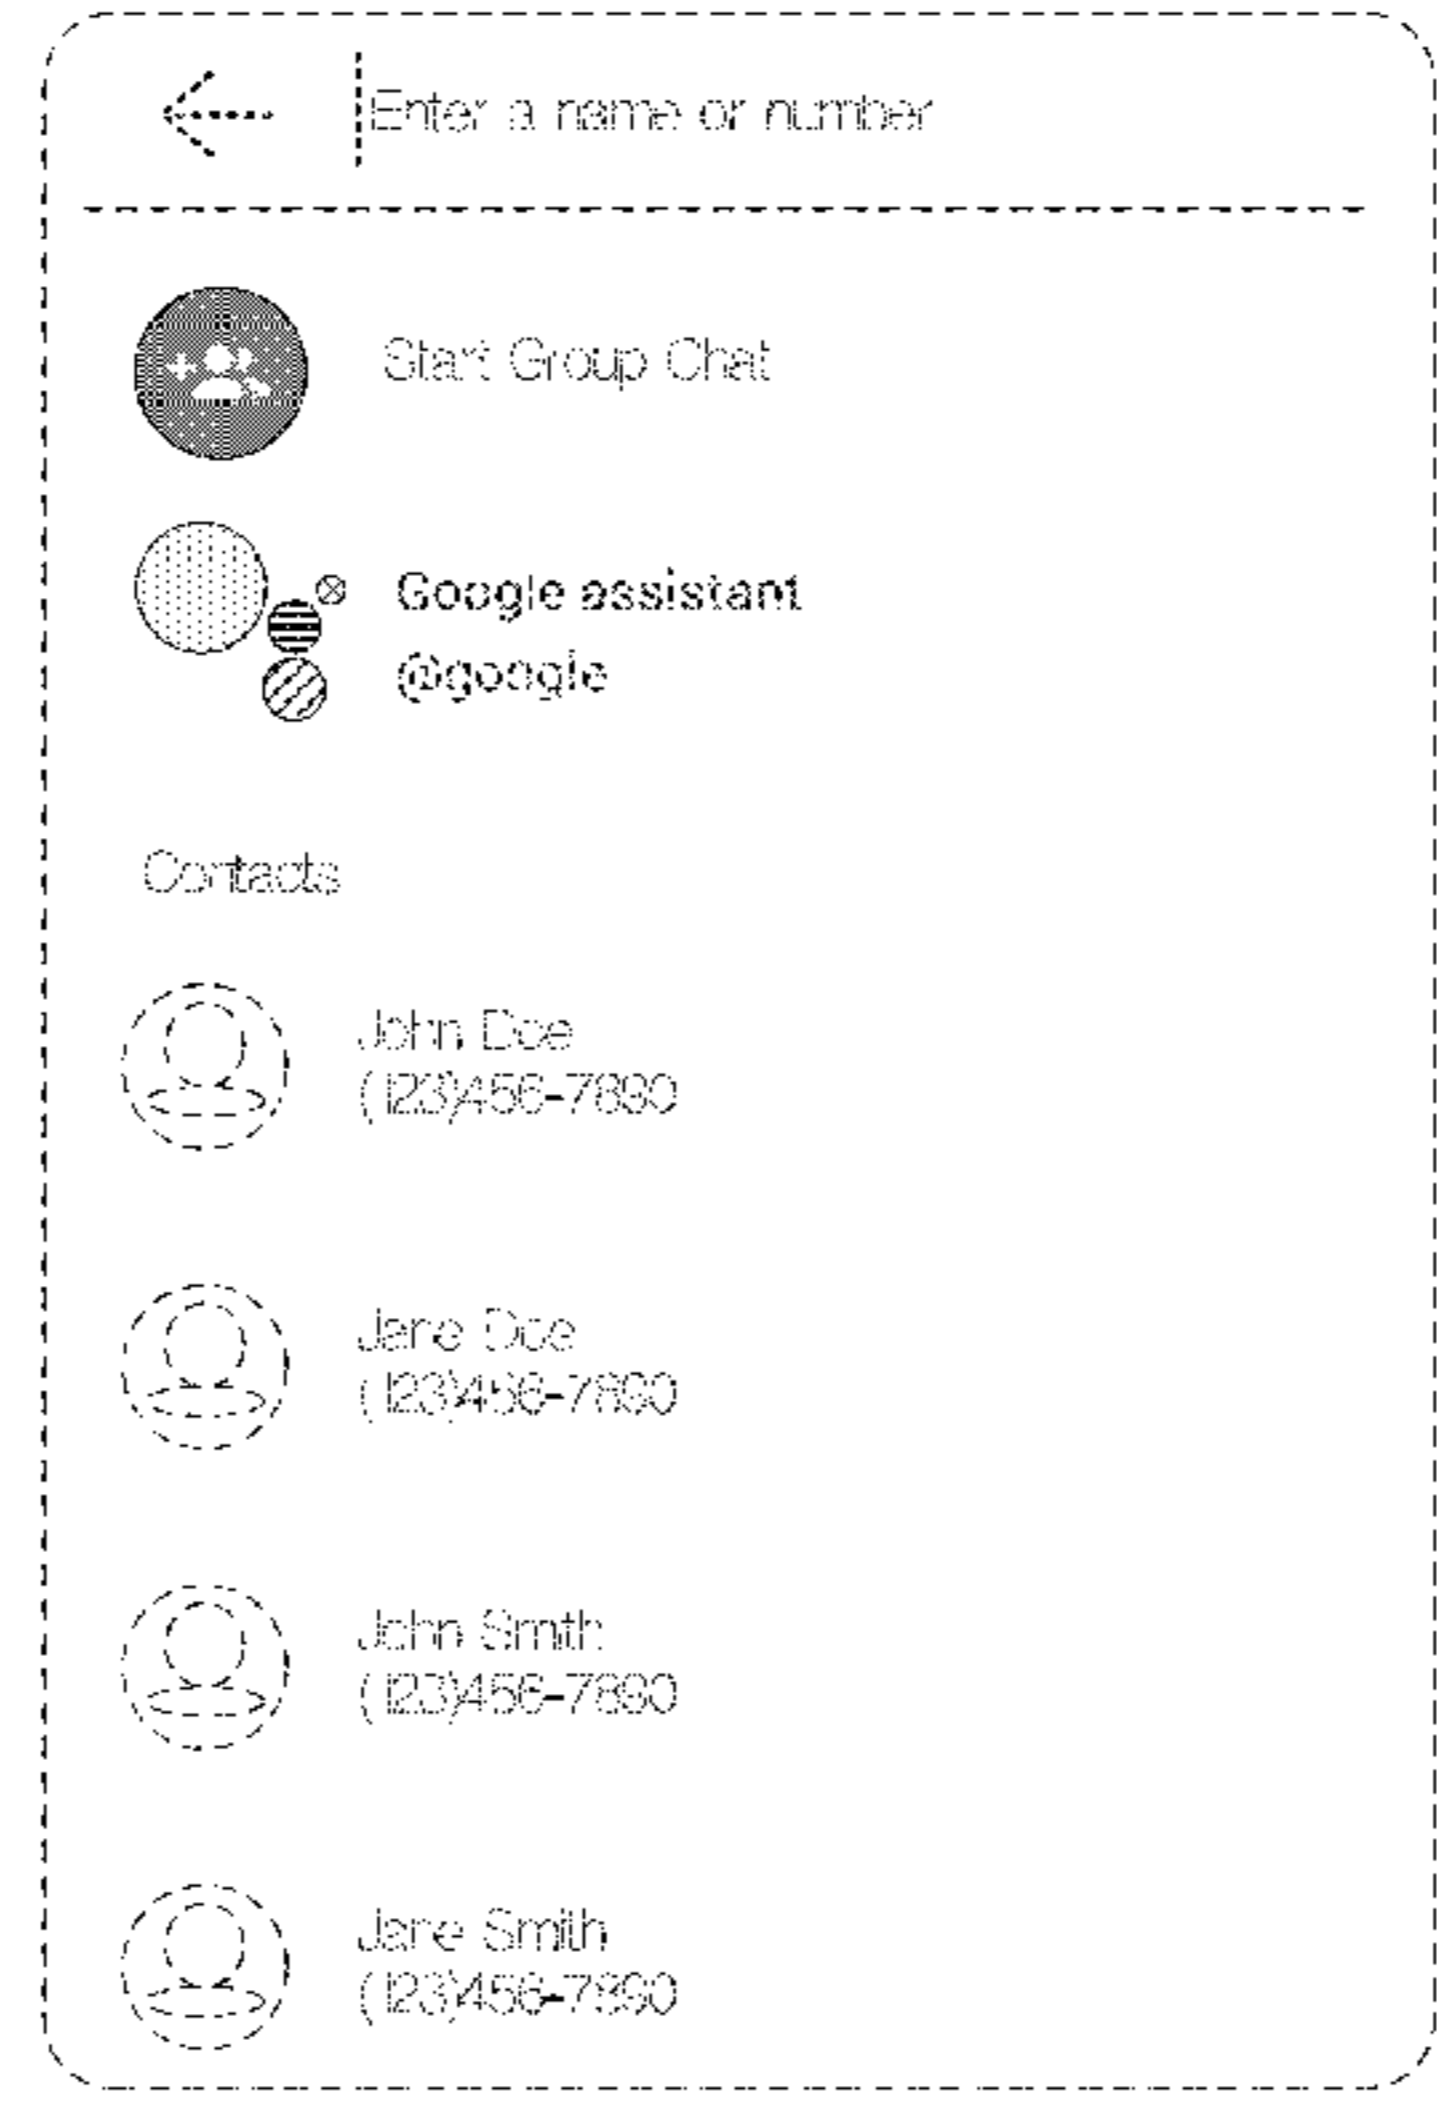 Enter a name or number
Start Group Chat
Google assistant
@google
Contacts
John Doe
(123)456-7890
Jane Doe
(123)456-7890
John Smith
(123)456-7890
Jane Smith
(123)456-7890